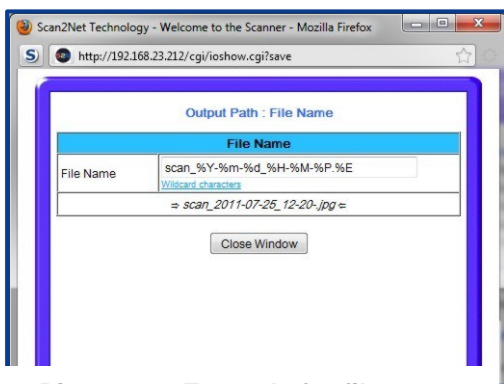 Scan2Net Technology - Welcome to the Scanner - Mozilla Firefox
S) http://192.168.23.212/cgi/ioshow.cgi?save
Output Path : File Name
File Name
File Name scan_%Y-%m-%d_%H-%M-%P.%E
Wildcard characters
⇒ scan_2011-07-25_12-20-.jpg ⇐
Close Window